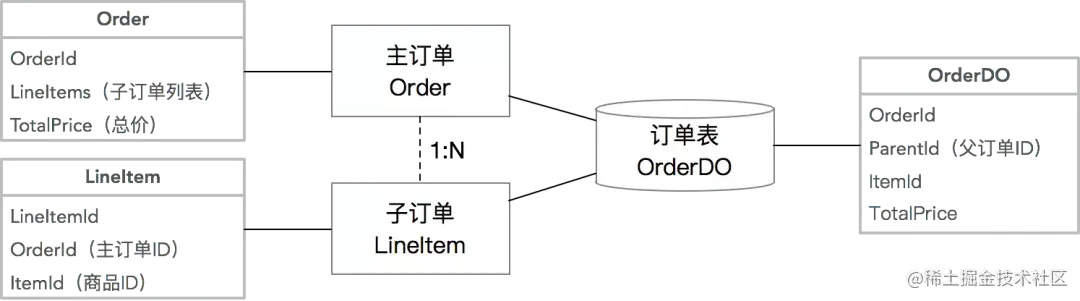 Order
OrderId
LineItems（子订单列表）
TotalPrice（总价）
LineItem
LineItemId
OrderId（主订单ID）
ItemId（商品ID）
主订单
Order
1:N
子订单
LineItem
订单表
OrderDO
OrderDO
OrderId
ParentId（父订单ID）
ItemId
TotalPrice
@稀土掘金技术社区